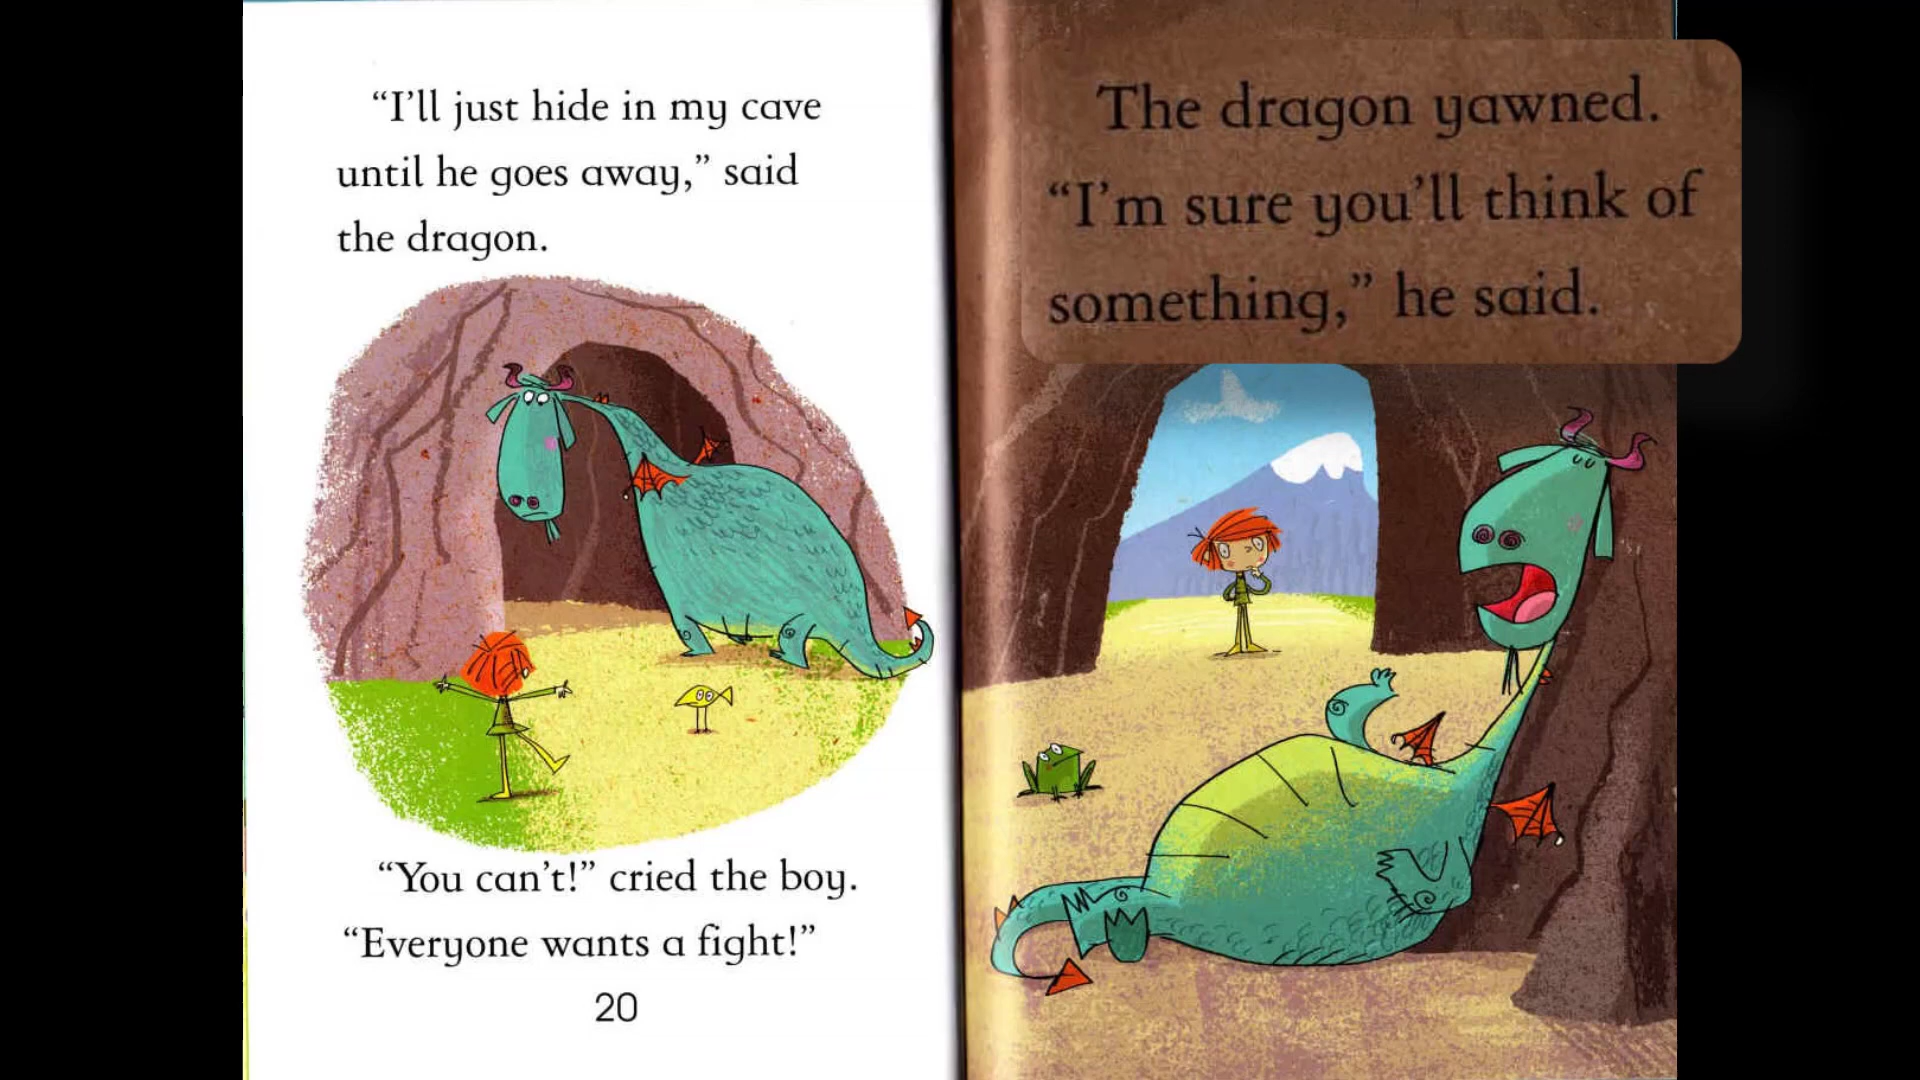 “I’ll just hide in my cave
until he goes away,” said
the dragon.
“You can’t!” cried the boy.
“Everyone wants a fight!”
20
The dragon yawned.
“I’m sure you’ll think of
something,” he said.